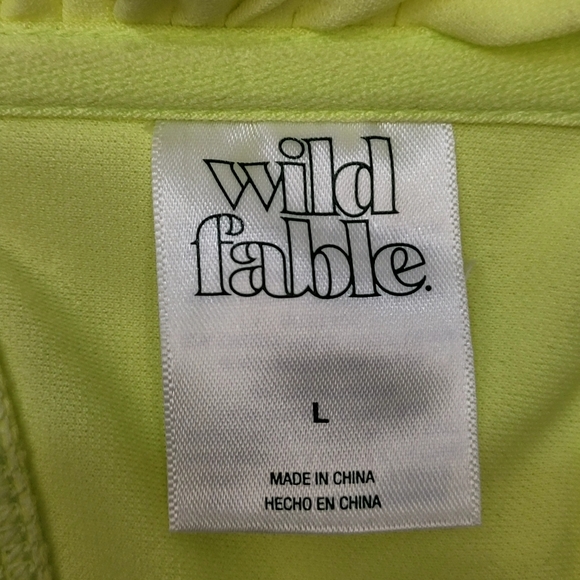 wild
fable.
L
MADE IN CHINA
HECHO EN CHINA